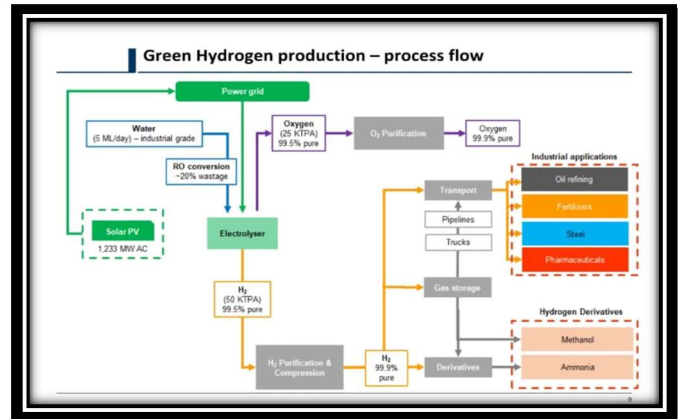 Green Hydrogen production – process flow
Power grid
Water
(5 ML/day) – industrial grade
Oxygen
(25 KTPA)
99.5% pure
O₂ Purification
Oxygen
99.9% pure
RO conversion
~20% wastage
Industrial applications
Oil refining
Transport
Fertilisers
Pipelines
Solar PV
1,233 MW AC
Electrolyser
Steel
Trucks
Pharmaceuticals
H₂
(50 KTPA)
99.5% pure
Gas storage
Hydrogen Derivatives
Methanol
H₂ Purification &
Compression
H₂
99.9%
pure
Derivatives
Ammonia